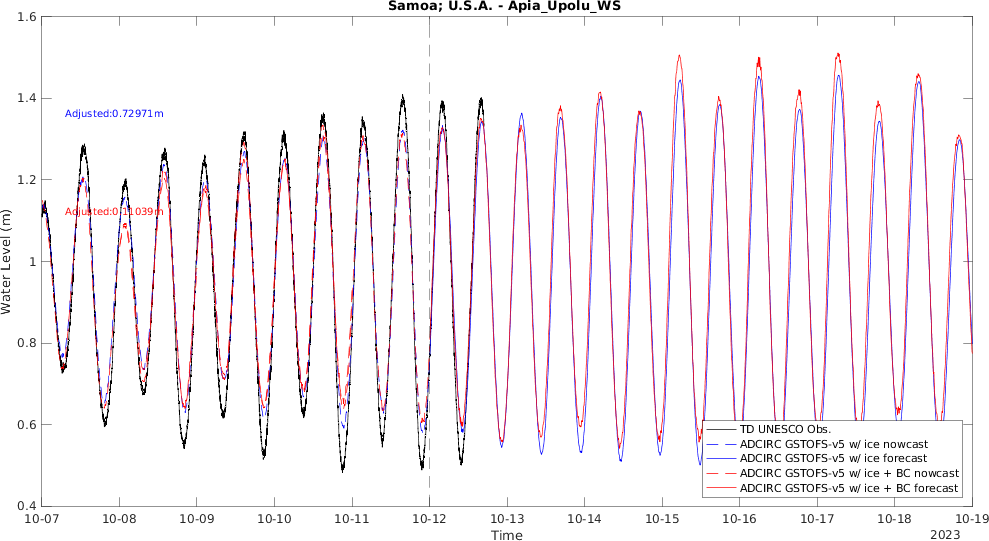 Samoa; U.S.A. - Apia_Upolu_WS
1.6
1.4
1.2
1
0.8
0.6
0.4
Water Level (m)
Adjusted:0.72971m
Adjusted:0.11039m
TD UNESCO Obs.
ADCIRC GSTOFS-v5 w/ ice nowcast
ADCIRC GSTOFS-v5 w/ ice forecast
ADCIRC GSTOFS-v5 w/ ice + BC nowcast
ADCIRC GSTOFS-v5 w/ ice + BC forecast
10-07 10-08 10-09 10-10 10-11 10-12 10-13 10-14 10-15 10-16 10-17 10-18 10-19
Time
2023